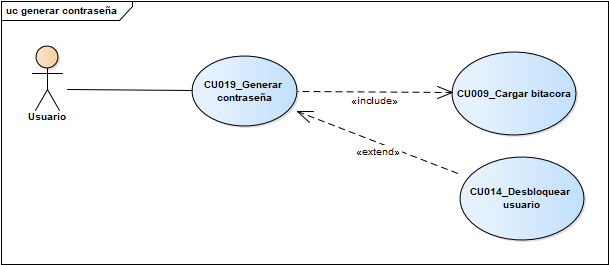 uc generar contraseña
CU019_Generar
contraseña
CU009_Cargar bitacora
«include»
Usuario
«extend»
CU014_Desbloquear
usuario